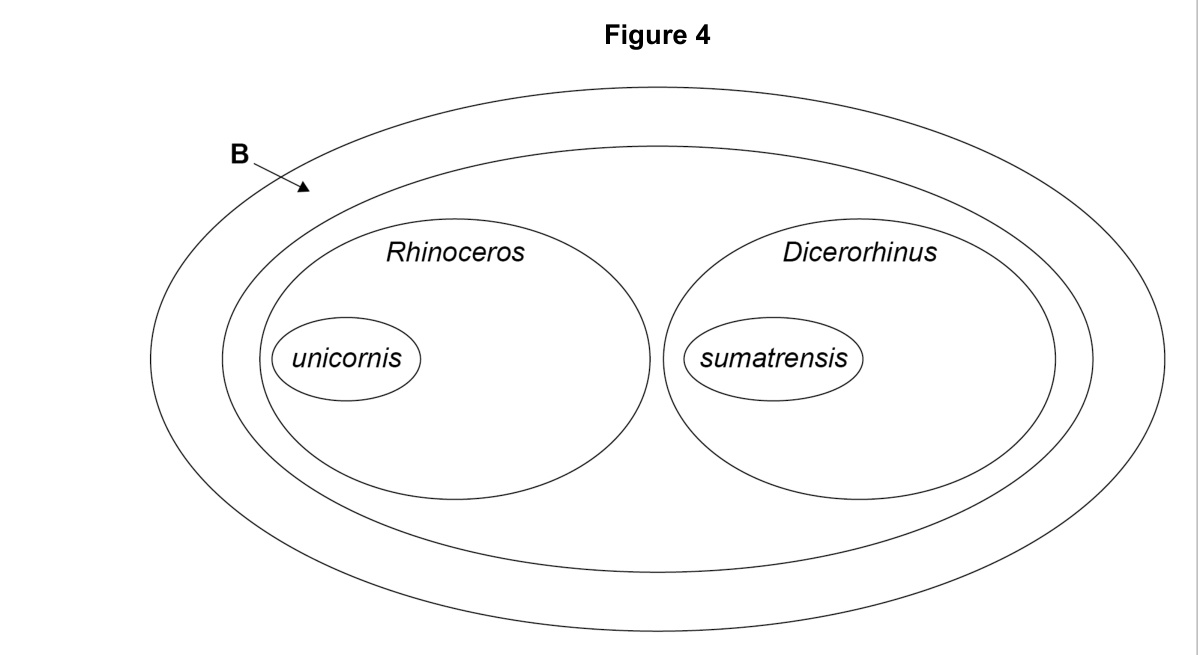 Figure 4
B
Rhinoceros
Dicerorhinus
unicornis
sumatrensis